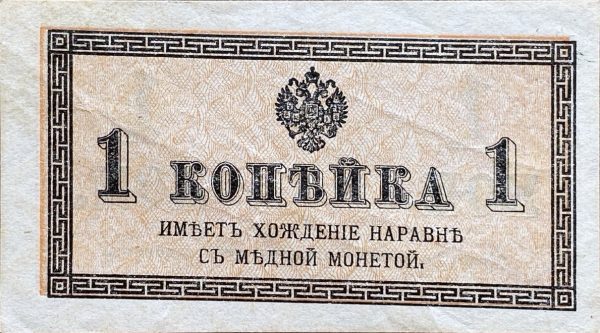 1 КОПѢЙКА 1
ИМѢЕТЪ ХОЖДЕНІЕ НАРАВНѢ
СЪ МѢДНОЙ МОНЕТОЙ.